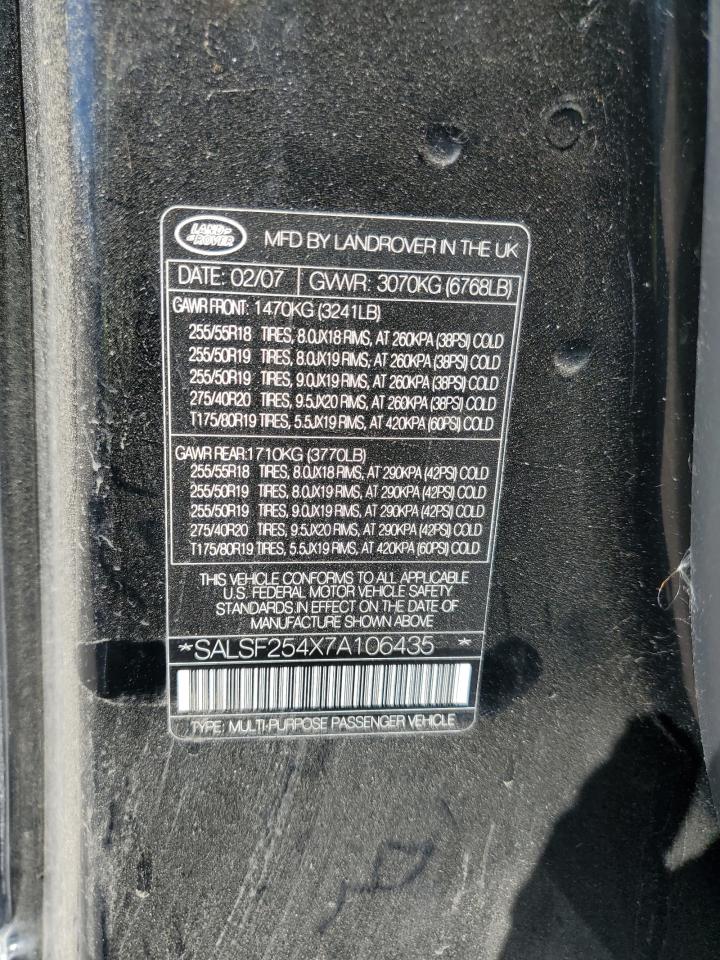 LAND ROVER
MFD BY LANDROVER IN THE UK
DATE: 02/07 GVWR: 3070KG (6768LB)
GAWR FRONT: 1470KG (3241LB)
255/55R18 TIRES, 8.0JX18 RIMS, AT 260KPA (38PSI) COLD
255/50R19 TIRES, 8.0JX19 RIMS, AT 260KPA (38PSI) COLD
255/50R19 TIRES, 9.0JX19 RIMS, AT 260KPA (38PSI) COLD
275/40R20 TIRES, 9.5JX20 RIMS, AT 260KPA (38PSI) COLD
T175/80R19 TIRES, 5.5JX19 RIMS, AT 420KPA (60PSI) COLD
GAWR REAR: 1710KG (3770LB)
255/55R18 TIRES, 8.0JX18 RIMS, AT 290KPA (42PSI) COLD
255/50R19 TIRES, 8.0JX19 RIMS, AT 290KPA (42PSI) COLD
255/50R19 TIRES, 9.0JX19 RIMS, AT 290KPA (42PSI) COLD
275/40R20 TIRES, 9.5JX20 RIMS, AT 290KPA (42PSI) COLD
T175/80R19 TIRES, 5.5JX19 RIMS, AT 420KPA (60PSI) COLD
THIS VEHICLE CONFORMS TO ALL APPLICABLE
U.S. FEDERAL MOTOR VEHICLE SAFETY
STANDARDS IN EFFECT ON THE DATE OF
MANUFACTURE SHOWN ABOVE
*SALSF254X7A106435 *
TYPE: MULTI-PURPOSE PASSENGER VEHICLE